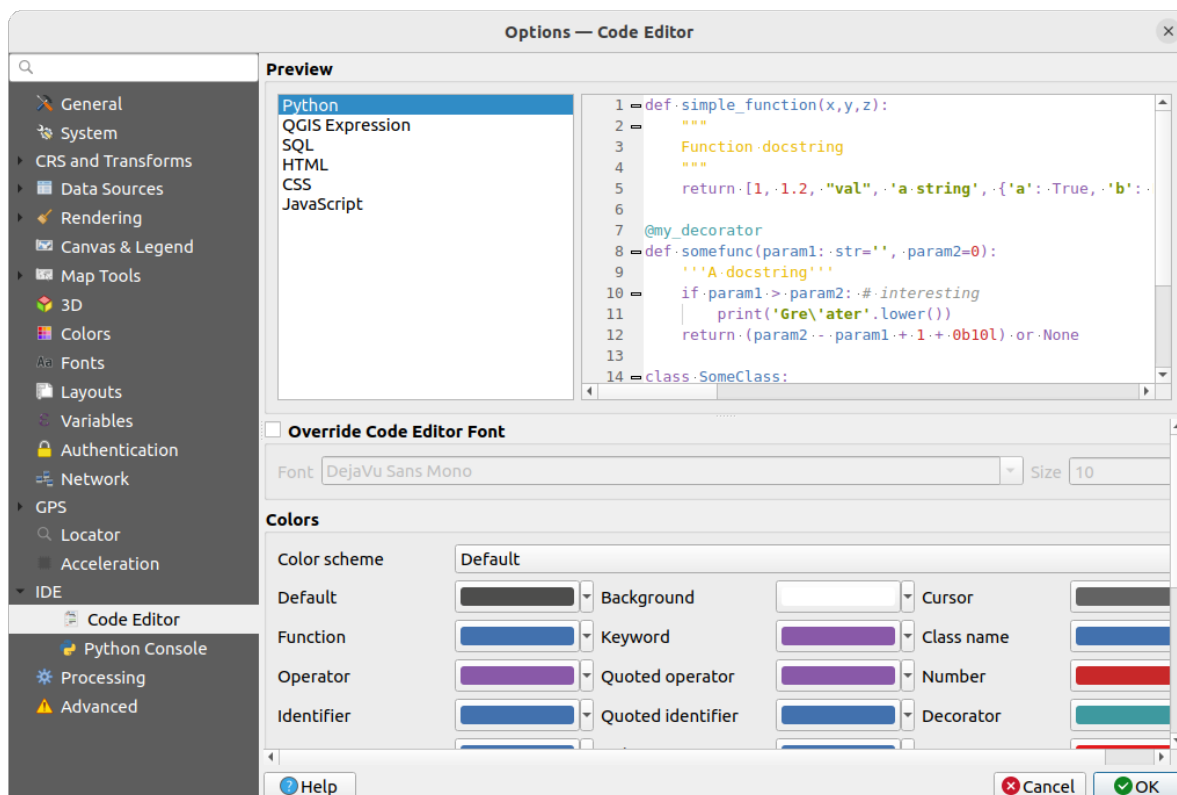 Options — Code Editor
General
System
CRS and Transforms
Data Sources
Rendering
Canvas & Legend
Map Tools
3D
Colors
Fonts
Layouts
Variables
Authentication
Network
GPS
Locator
Acceleration
IDE
Code Editor
Python Console
Processing
Advanced
Preview
Python
QGIS Expression
SQL
HTML
CSS
JavaScript
1 def·simple_function(x,y,z):
2 """
3 Function·docstring
4 """
5 return·[1,·1.2,·"val",·'a·string',·{'a':·True,·'b':·
6
7 @my_decorator
8 def·somefunc(param1:·str='',·param2=0):
9 '''A·docstring'''
10 if·param1·>·param2:·#·interesting
11 print('Gre\'ater'.lower())
12 return·(param2·-·param1·+·1·+·0b10l)·or·None
13
14 class·SomeClass:
Override Code Editor Font
Font DejaVu Sans Mono Size 10
Colors
Color scheme Default
Default Background Cursor
Function Keyword Class name
Operator Quoted operator Number
Identifier Quoted identifier Decorator
Help Cancel OK